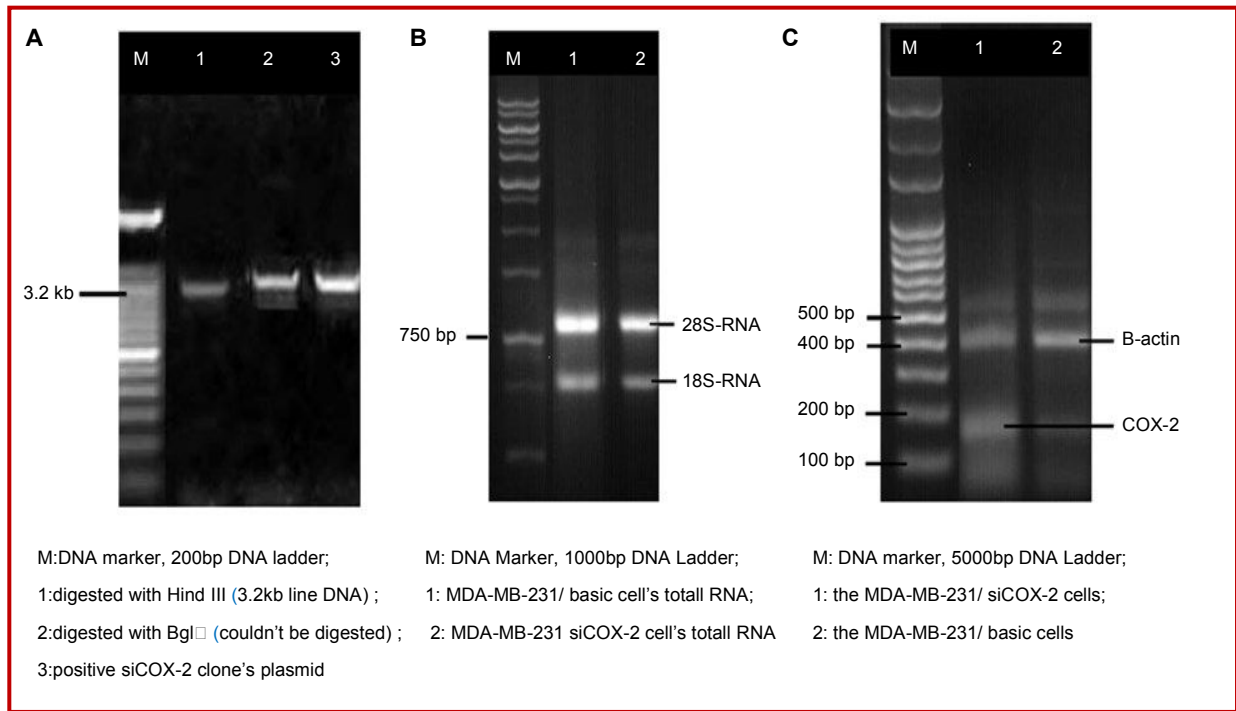 A
M 1 2 3
3.2 kb
B
M 1 2
750 bp
28S-RNA
18S-RNA
C
M 1 2
500 bp
400 bp
200 bp
100 bp
B-actin
COX-2
M:DNA marker, 200bp DNA ladder;
1:digested with Hind III (3.2kb line DNA) ;
2:digested with Bgl□ (couldn't be digested) ;
3:positive siCOX-2 clone's plasmid
M: DNA Marker, 1000bp DNA Ladder;
1: MDA-MB-231/ basic cell's totall RNA;
2: MDA-MB-231 siCOX-2 cell's totall RNA
M: DNA marker, 5000bp DNA Ladder;
1: the MDA-MB-231/ siCOX-2 cells;
2: the MDA-MB-231/ basic cells